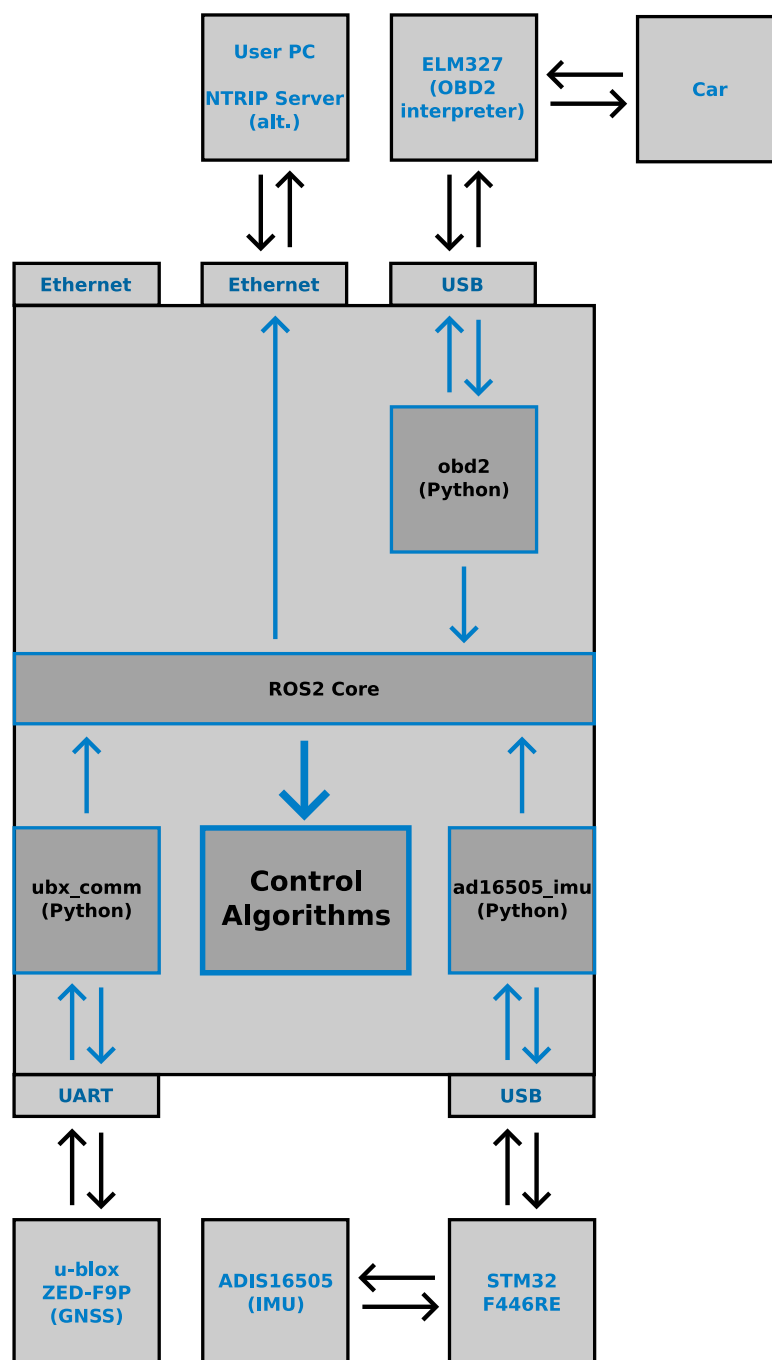 User PC
NTRIP Server
(alt.)
ELM327
(OBD2
interpreter)
Car
Ethernet
Ethernet
USB
obd2
(Python)
ROS2 Core
ubx_comm
(Python)
Control
Algorithms
ad16505_imu
(Python)
UART
USB
u-blox
ZED-F9P
(GNSS)
ADIS16505
(IMU)
STM32
F446RE